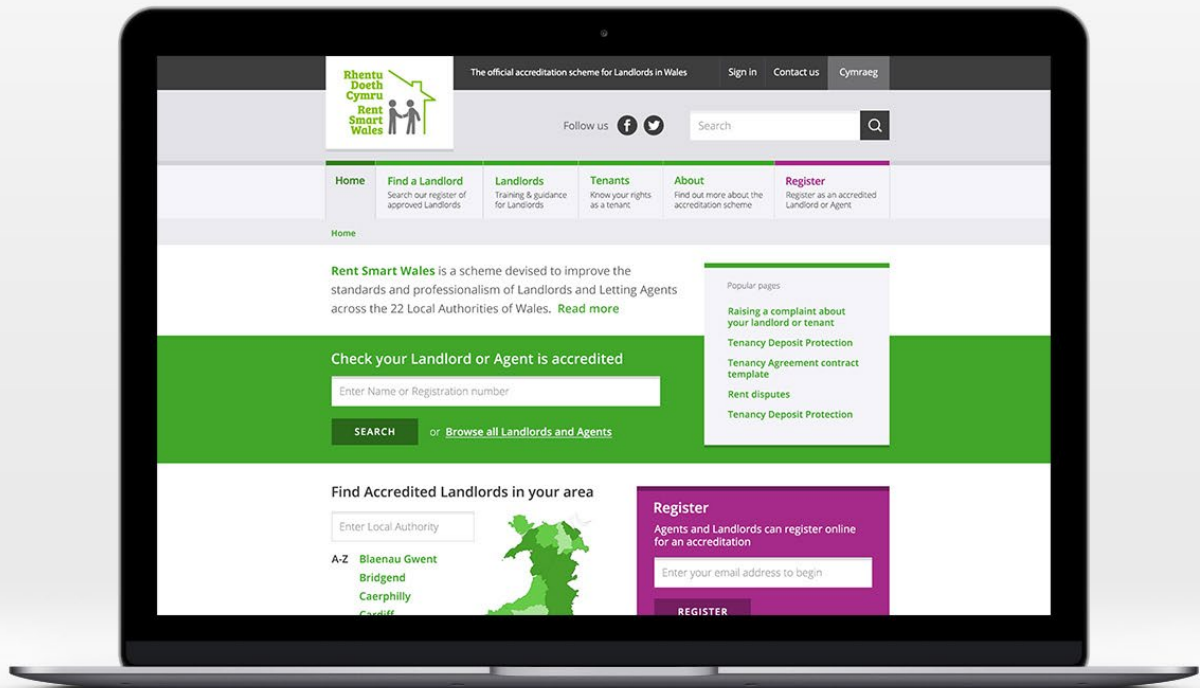 Rhentu
Doeth
Cymru
Rent
Smart
Wales
The official accreditation scheme for Landlords in Wales
Sign in
Contact us
Cymraeg
Follow us
Search
Home
Find a Landlord
Search our register of
approved Landlords
Landlords
Training & guidance
for Landlords
Tenants
Know your rights
as a tenant
About
Find out more about the
accreditation scheme
Register
Register as an accredited
Landlord or Agent
Home
Rent Smart Wales is a scheme devised to improve the
standards and professionalism of Landlords and Letting Agents
across the 22 Local Authorities of Wales. Read more
Popular pages
Raising a complaint about
your landlord or tenant
Tenancy Deposit Protection
Tenancy Agreement contract
template
Rent disputes
Tenancy Deposit Protection
Check your Landlord or Agent is accredited
Enter Name or Registration number
SEARCH
or Browse all Landlords and Agents
Find Accredited Landlords in your area
Enter Local Authority
A-Z Blaenau Gwent
Bridgend
Caerphilly
Cardiff
Register
Agents and Landlords can register online
for an accreditation
Enter your email address to begin
REGISTER